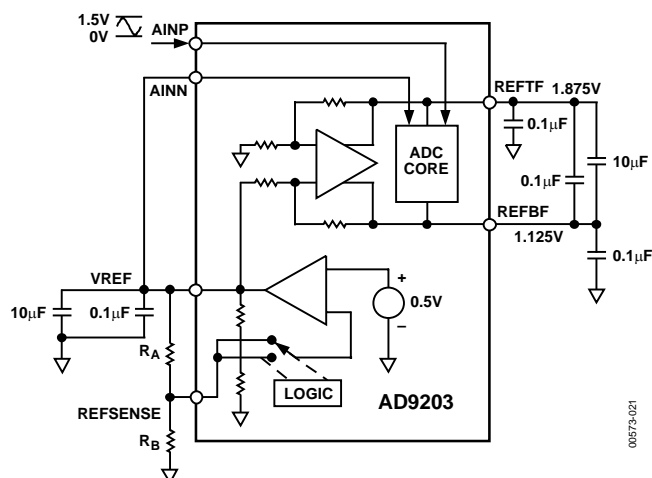 1.5V
0V
AINP
AINN
REFTF
1.875V
0.1µF
ADC
CORE
0.1µF
10µF
REFBF
1.125V
0.1µF
VREF
+
0.5V
–
10µF
0.1µF
RA
LOGIC
AD9203
REFSENSE
RB
00573-021